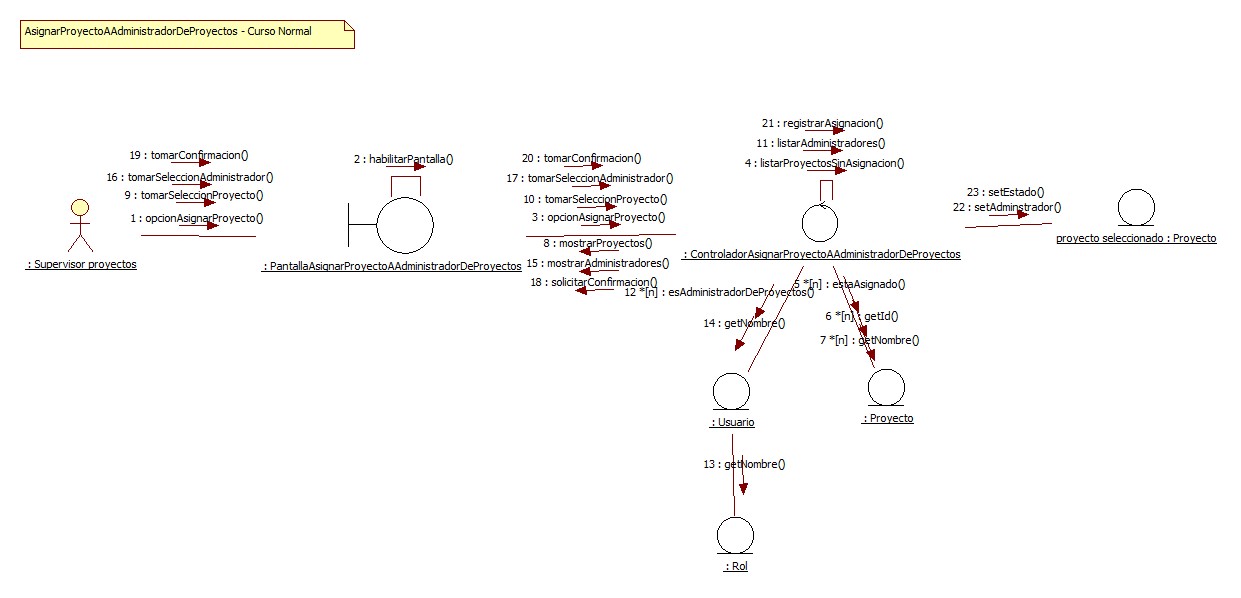 AsignarProyectoAAdministradorDeProyectos - Curso Normal
21 : registrarAsignacion()
11 : listarAdministradores()
4 : listarProyectosSinAsignacion()
19 : tomarConfirmacion()
16 : tomarSeleccionAdministrador()
9 : tomarSeleccionProyecto()
1 : opcionAsignarProyecto()
2 : habilitarPantalla()
20 : tomarConfirmacion()
17 : tomarSeleccionAdministrador()
10 : tomarSeleccionProyecto()
3 : opcionAsignarProyecto()
8 : mostrarProyectos()
15 : mostrarAdministradores()
18 : solicitarConfirmacion()
23 : setEstado()
22 : setAdminstrador()
: Supervisor proyectos
: PantallaAsignarProyectoAAdministradorDeProyectos
: ControladorAsignarProyectoAAdministradorDeProyectos
proyecto seleccionado : Proyecto
12 *[n] : esAdministradorDeProyectos()
5 *[n] : estaAsignado()
6 *[n] : getId()
14 : getNombre()
7 *[n] : getNombre()
: Usuario
: Proyecto
13 : getNombre()
: Rol